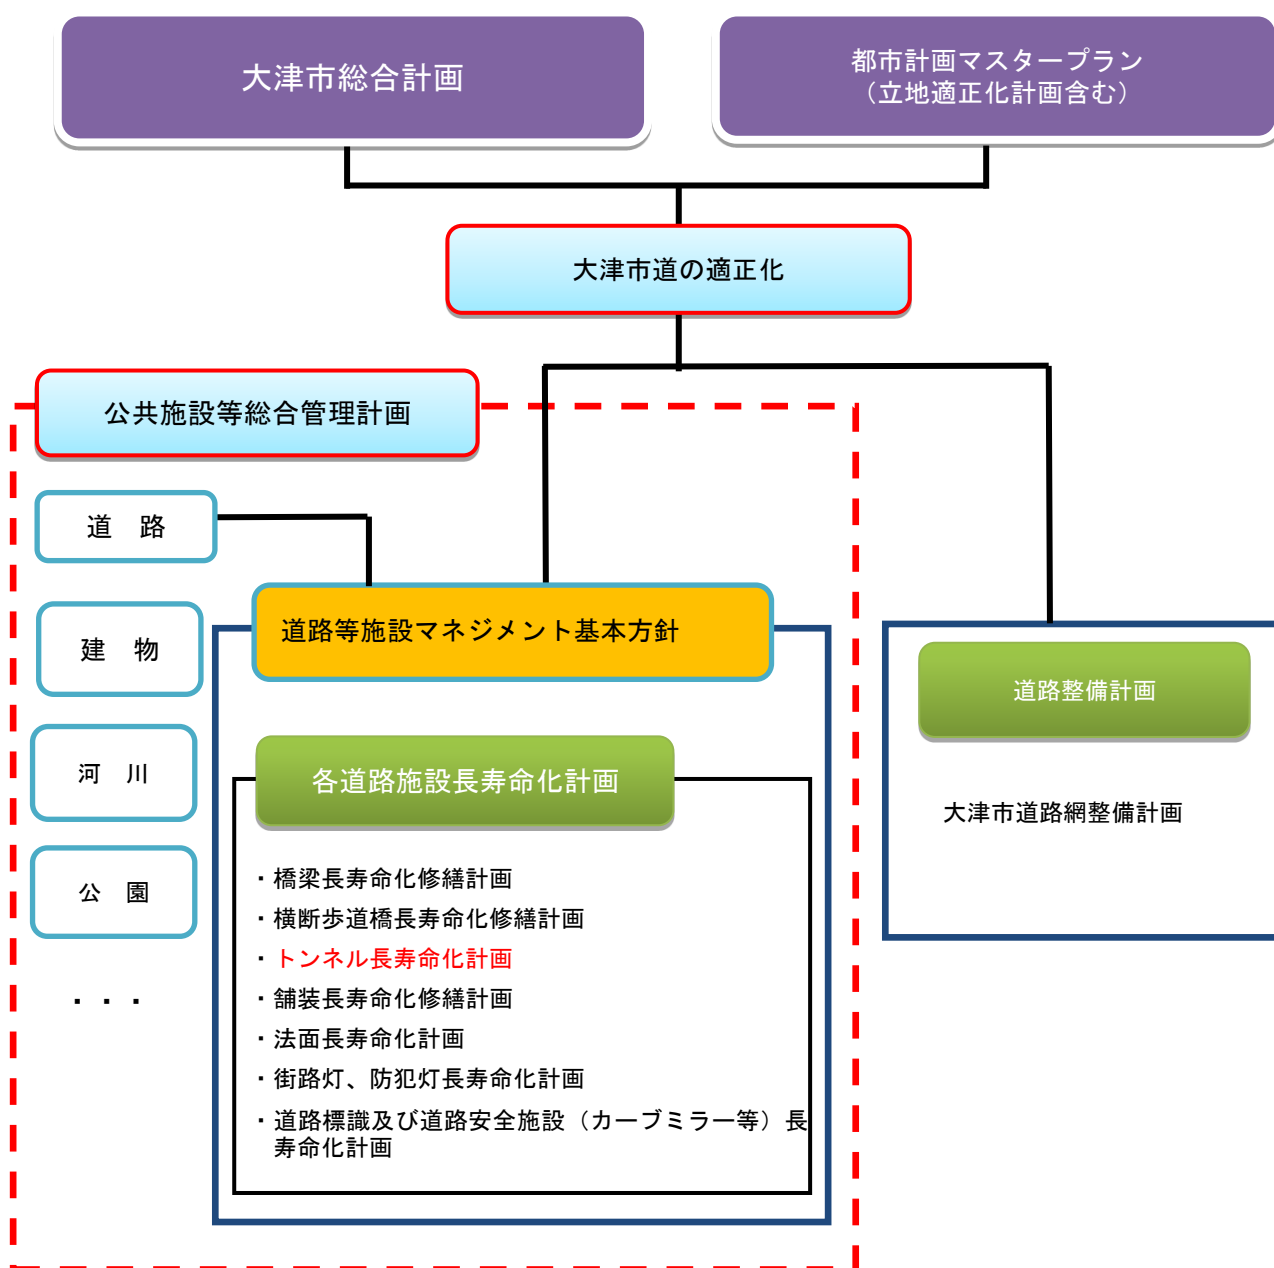 大津市総合計画
都市計画マスタープラン
（立地適正化計画含む）
大津市道の適正化
公共施設等総合管理計画
道　路
建　物
河　川
公　園
・・・
道路等施設マネジメント基本方針
各道路施設長寿命化計画
・橋梁長寿命化修繕計画
・横断歩道橋長寿命化修繕計画
・トンネル長寿命化計画
・舗装長寿命化修繕計画
・法面長寿命化計画
・街路灯、防犯灯長寿命化計画
・道路標識及び道路安全施設（カーブミラー等）長
寿命化計画
道路整備計画
大津市道路網整備計画